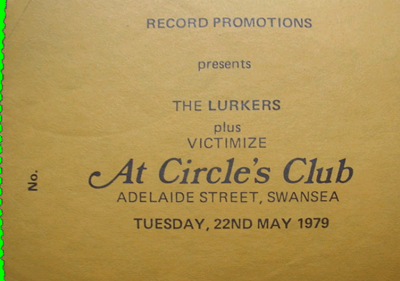 RECORD PROMOTIONS
presents
THE LURKERS
plus
VICTIMIZE
At Circle's Club
ADELAIDE STREET, SWANSEA
TUESDAY, 22ND MAY 1979
No.